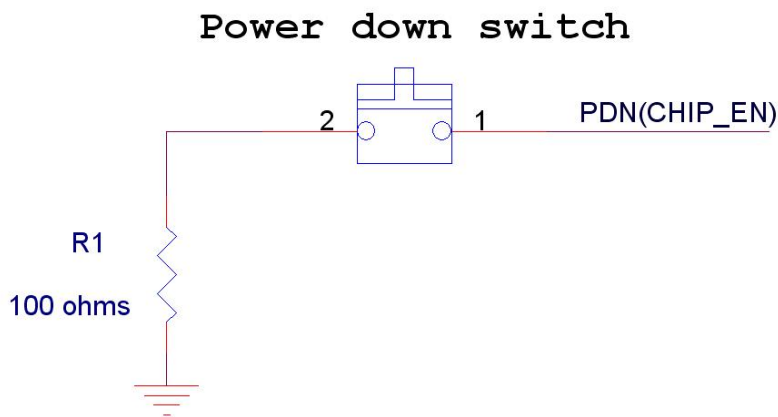 Power down switch
2
1
PDN(CHIP_EN)
R1
100 ohms